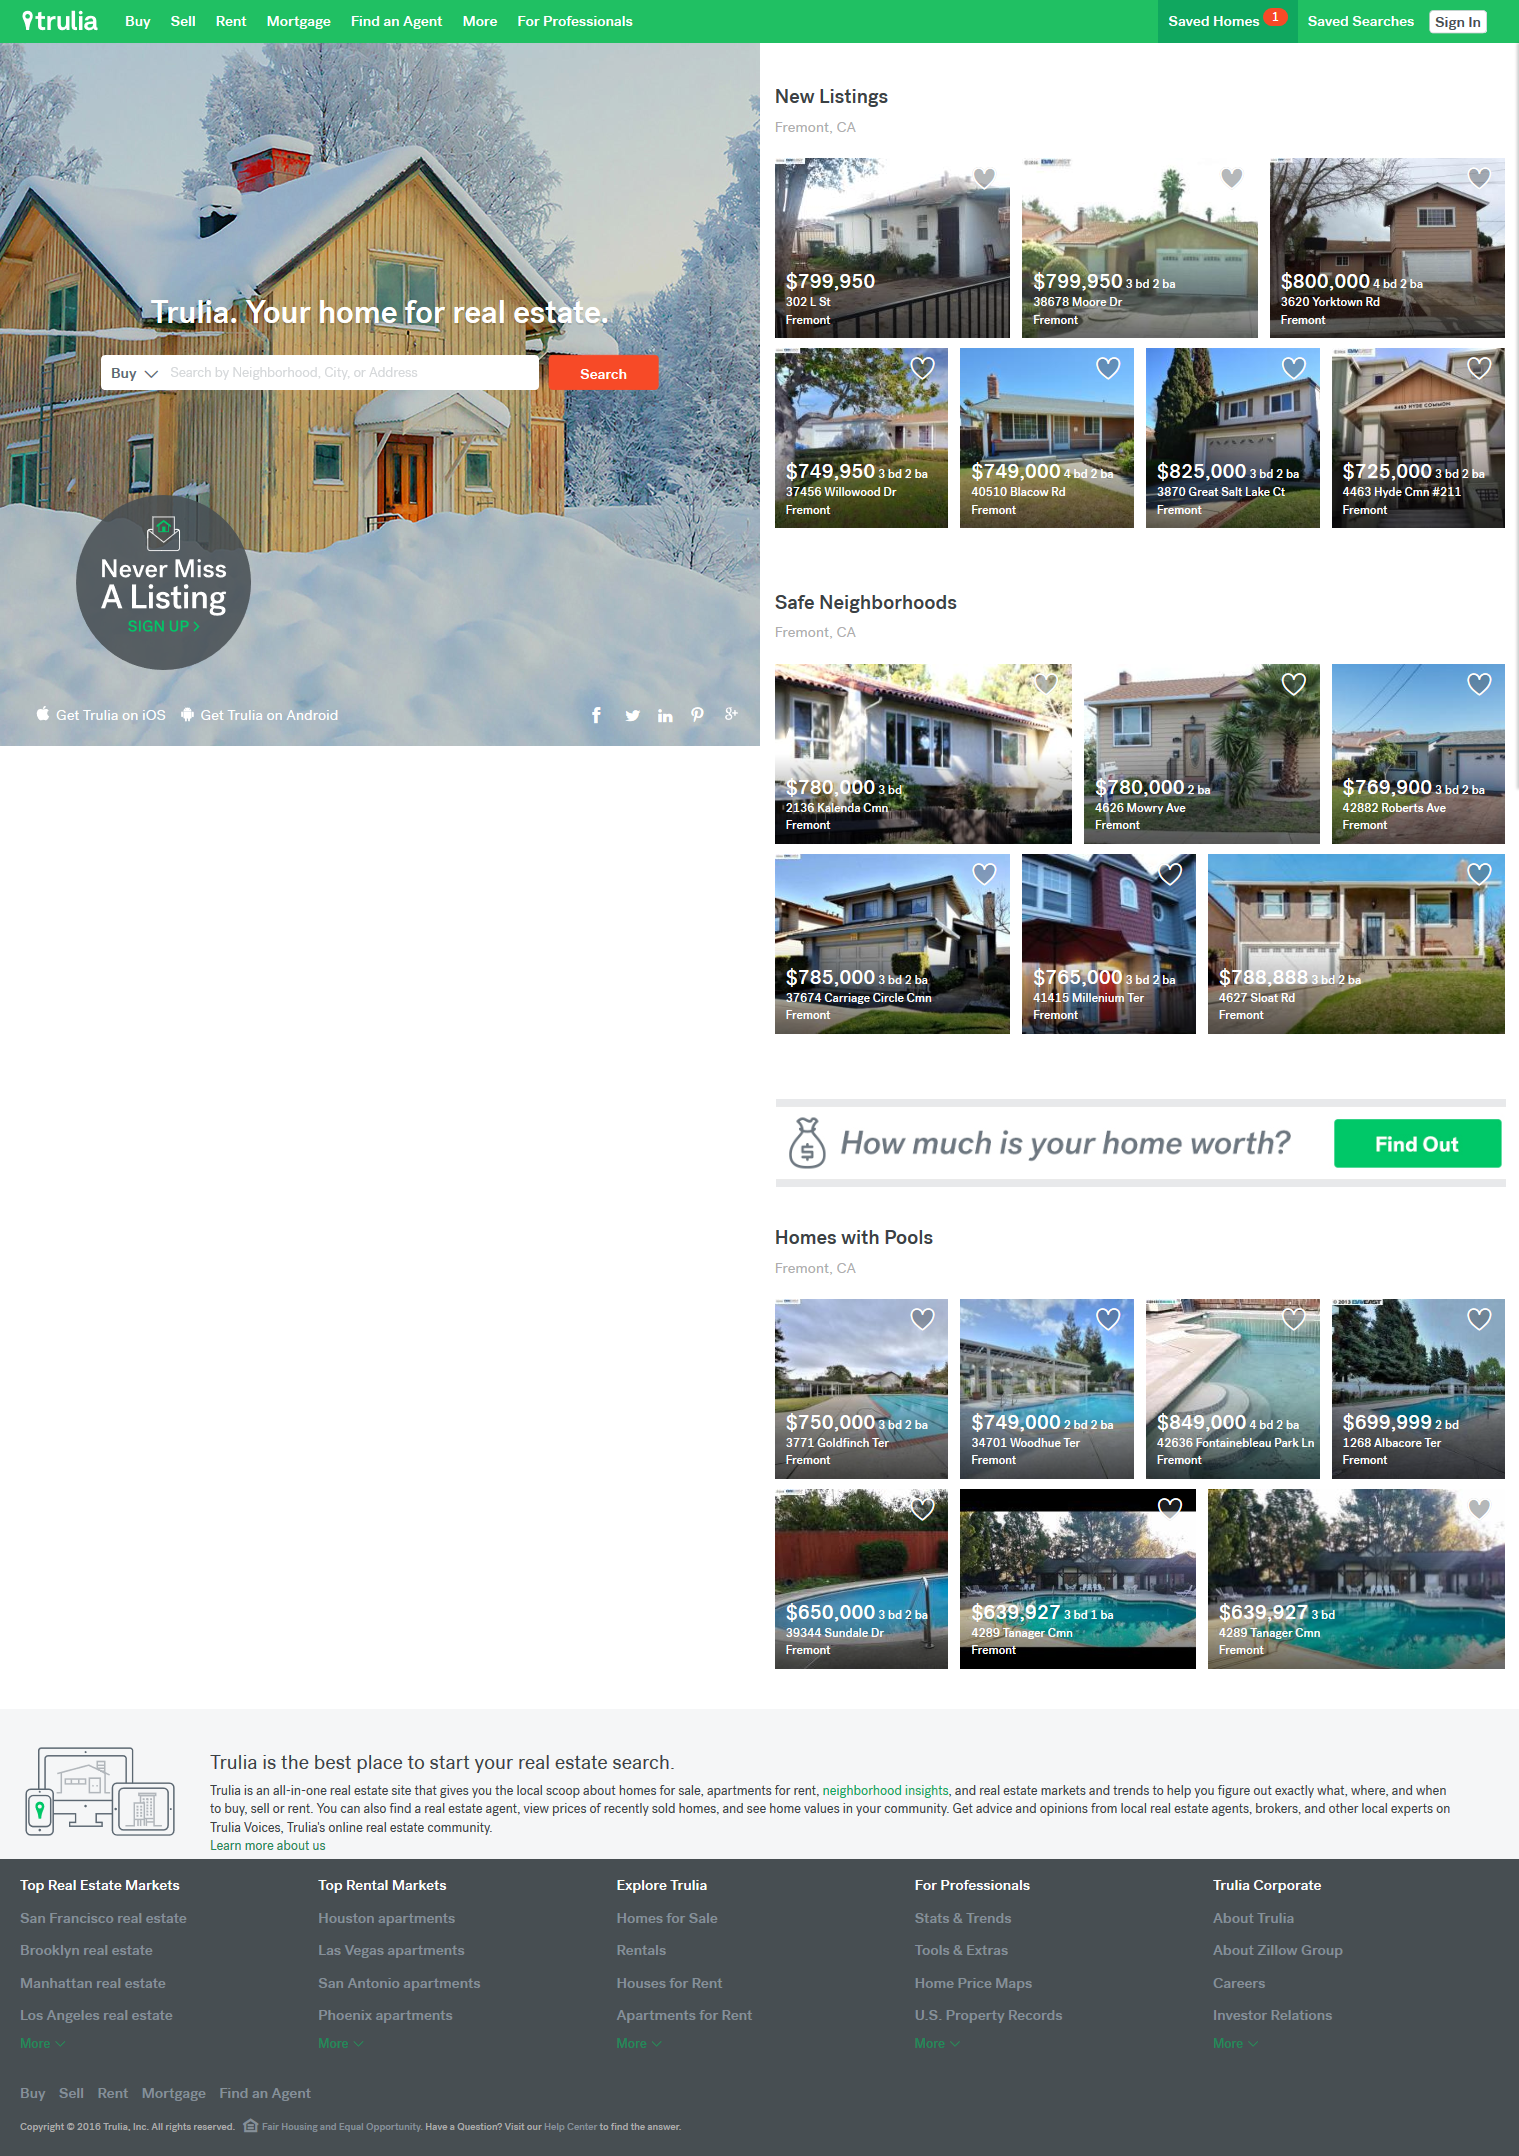 trulia Buy Sell Rent Mortgage Find an Agent More For Professionals Saved Homes 1 Saved Searches Sign In
Trulia. Your home for real estate.
Buy Search by Neighborhood, City, or Address Search
Never Miss
A Listing
SIGN UP >
Get Trulia on iOS Get Trulia on Android
New Listings
Fremont, CA
$799,950
302 L St
Fremont
$799,950 3 bd 2 ba
38678 Moore Dr
Fremont
$800,000 4 bd 2 ba
3620 Yorktown Rd
Fremont
$749,950 3 bd 2 ba
37456 Willowood Dr
Fremont
$749,000 4 bd 2 ba
40510 Blacow Rd
Fremont
$825,000 3 bd 2 ba
3870 Great Salt Lake Ct
Fremont
4463 HYDE COMMON
$725,000 3 bd 2 ba
4463 Hyde Cmn #211
Fremont
Safe Neighborhoods
Fremont, CA
$780,000 3 bd
2136 Kalenda Cmn
Fremont
$780,000 2 ba
4626 Mowry Ave
Fremont
$769,900 3 bd 2 ba
42882 Roberts Ave
Fremont
$785,000 3 bd 2 ba
37674 Carriage Circle Cmn
Fremont
$765,000 3 bd 2 ba
41415 Millenium Ter
Fremont
$788,888 3 bd 2 ba
4627 Sloat Rd
Fremont
How much is your home worth? Find Out
Homes with Pools
Fremont, CA
$750,000 3 bd 2 ba
3771 Goldfinch Ter
Fremont
$749,000 2 bd 2 ba
34701 Woodhue Ter
Fremont
$849,000 4 bd 2 ba
42636 Fontainebleau Park Ln
Fremont
© 2013 BAYEAST
$699,999 2 bd
1268 Albacore Ter
Fremont
$650,000 3 bd 2 ba
39344 Sundale Dr
Fremont
$639,927 3 bd 1 ba
4289 Tanager Cmn
Fremont
$639,927 3 bd
4289 Tanager Cmn
Fremont
Trulia is the best place to start your real estate search.
Trulia is an all-in-one real estate site that gives you the local scoop about homes for sale, apartments for rent, neighborhood insights, and real estate markets and trends to help you figure out exactly what, where, and when
to buy, sell or rent. You can also find a real estate agent, view prices of recently sold homes, and see home values in your community. Get advice and opinions from local real estate agents, brokers, and other local experts on
Trulia Voices, Trulia's online real estate community.
Learn more about us
Top Real Estate Markets
San Francisco real estate
Brooklyn real estate
Manhattan real estate
Los Angeles real estate
More
Top Rental Markets
Houston apartments
Las Vegas apartments
San Antonio apartments
Phoenix apartments
More
Explore Trulia
Homes for Sale
Rentals
Houses for Rent
Apartments for Rent
More
For Professionals
Stats & Trends
Tools & Extras
Home Price Maps
U.S. Property Records
More
Trulia Corporate
About Trulia
About Zillow Group
Careers
Investor Relations
More
Buy Sell Rent Mortgage Find an Agent
Copyright © 2016 Trulia, Inc. All rights reserved. Fair Housing and Equal Opportunity. Have a Question? Visit our Help Center to find the answer.